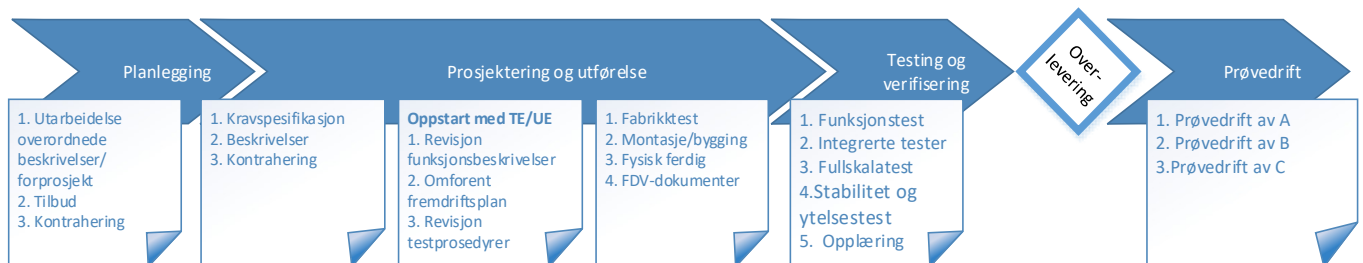 Planlegging
Prosjektering og utførelse
Testing og
verifisering
Over-
levering
Prøvedrift
1. Utarbeidelse
overordnede
beskrivelser/
forprosjekt
2. Tilbud
3. Kontrahering
1. Kravspesifikasjon
2. Beskrivelser
3. Kontrahering
Oppstart med TE/UE
1. Revisjon
funksjonsbeskrivelser
2. Omforent
fremdriftsplan
3. Revisjon
testprosedyrer
1. Fabrikktest
2. Montasje/bygging
3. Fysisk ferdig
4. FDV-dokumenter
1. Funksjonstest
2. Integrerte tester
3. Fullskalatest
4.Stabilitet og
ytelsestest
5. Opplæring
1. Prøvedrift av A
2. Prøvedrift av B
3.Prøvedrift av C